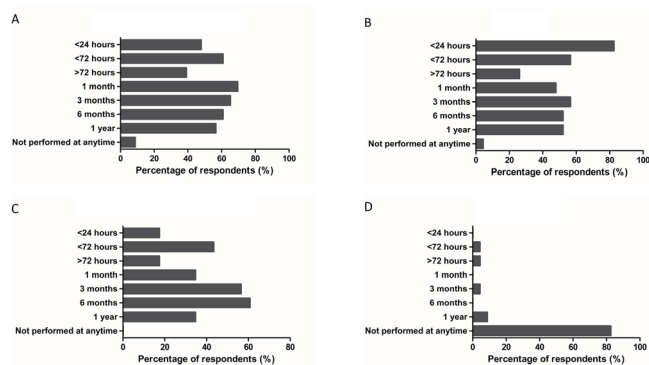 A
<24 hours
<72 hours
>72 hours
1 month
3 months
6 months
1 year
Not performed at anytime
0 20 40 60 80 100
Percentage of respondents (%)
B
<24 hours
<72 hours
>72 hours
1 month
3 months
6 months
1 year
Not performed at anytime
0 20 40 60 80 100
Percentage of respondents (%)
C
<24 hours
<72 hours
>72 hours
1 month
3 months
6 months
1 year
Not performed at anytime
0 20 40 60 80
Percentage of respondents (%)
D
<24 hours
<72 hours
>72 hours
1 month
3 months
6 months
1 year
Not performed at anytime
0 20 40 60 80 100
Percentage of respondents (%)